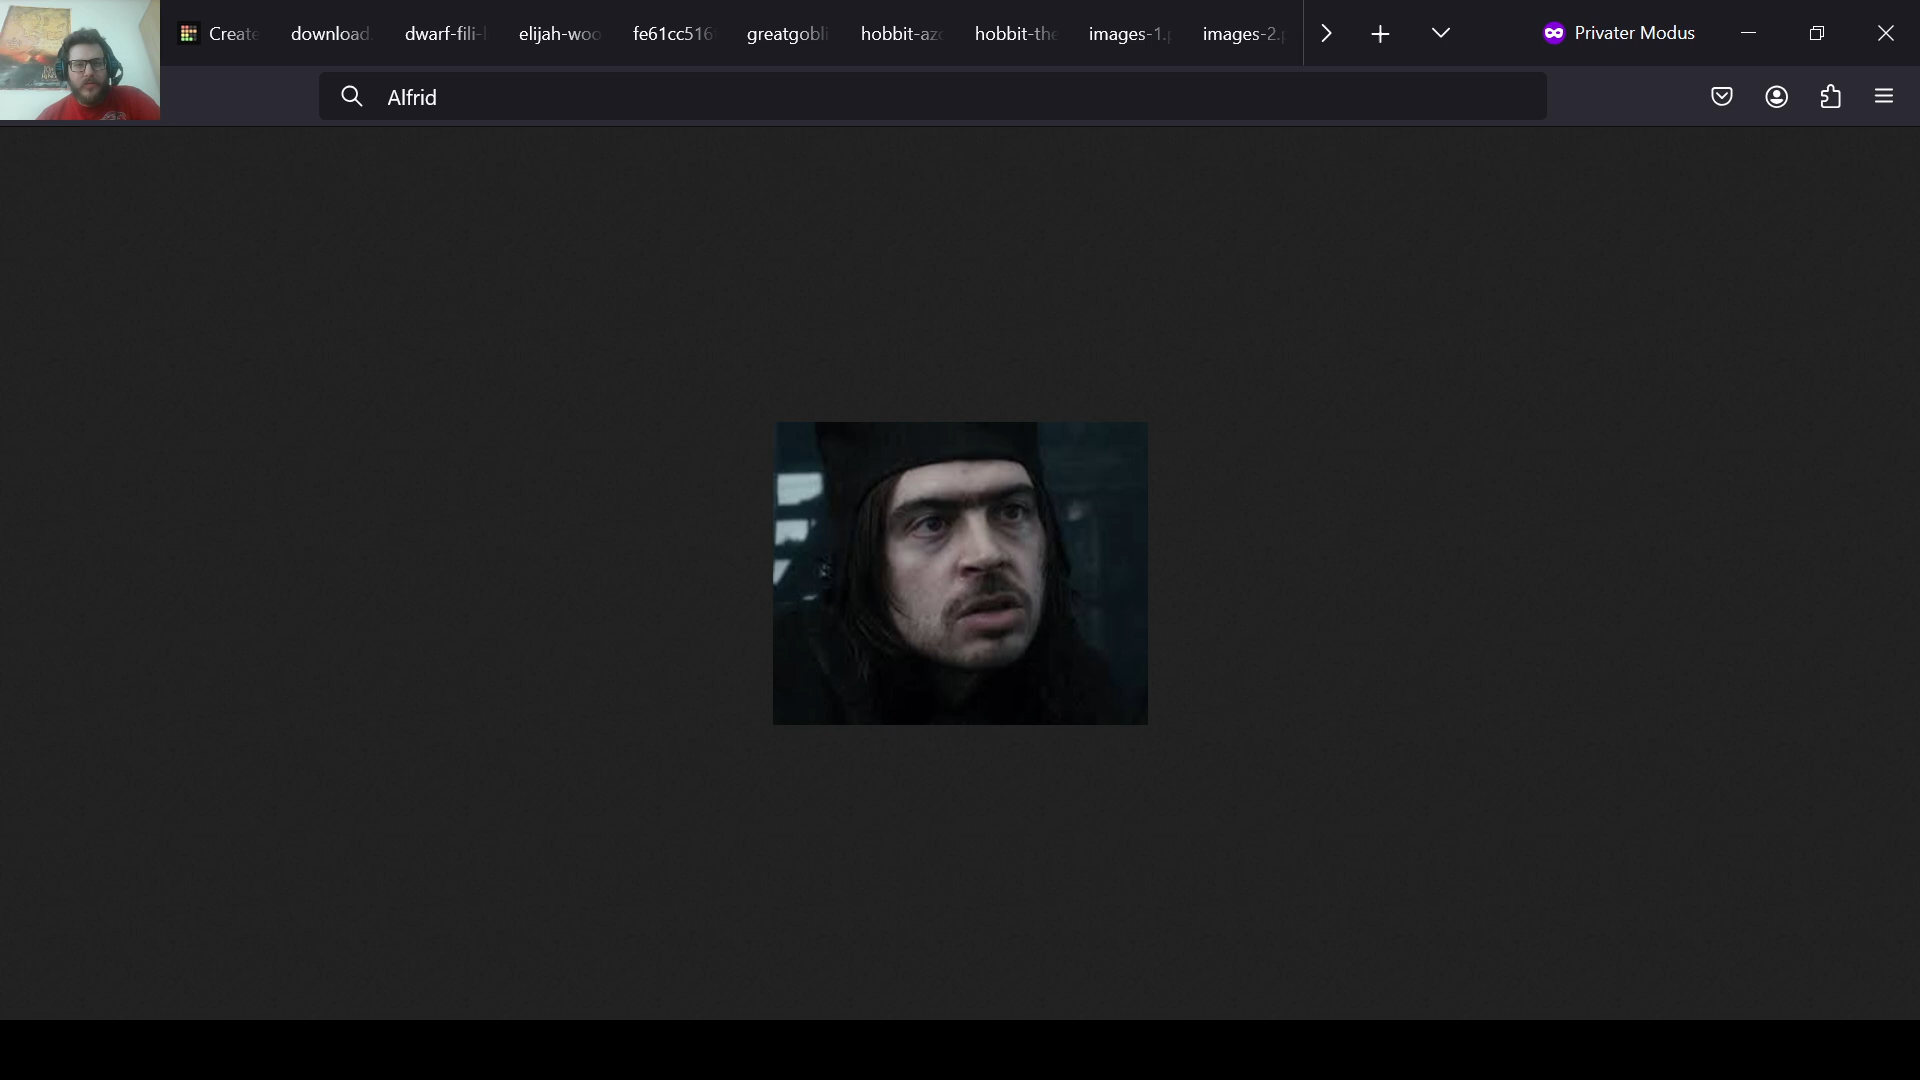 Create
download.
dwarf-fili-
elijah-woo
fe61cc516
greatgobli
hobbit-az
hobbit-the
images-1.
images-2.
Privater Modus
Alfrid